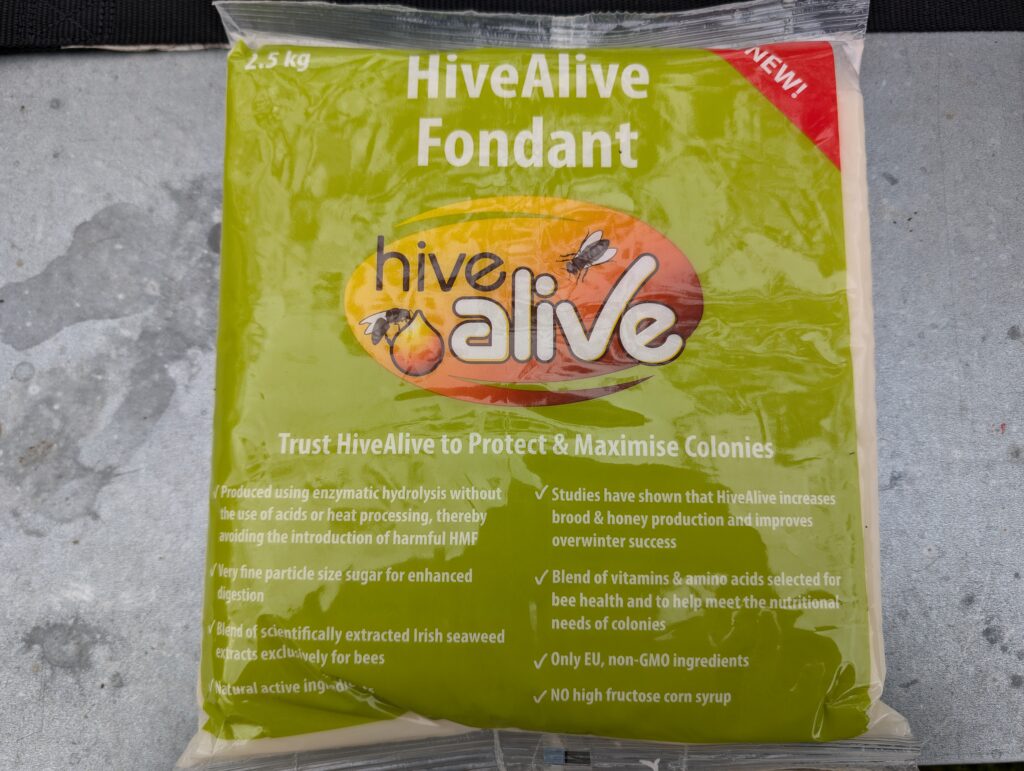 2.5 kg
NEW!
HiveAlive
Fondant
hive
alive
Trust HiveAlive to Protect & Maximise Colonies
✓ Produced using enzymatic hydrolysis without
the use of acids or heat processing, thereby
avoiding the introduction of harmful HMF
✓ Very fine particle size sugar for enhanced
digestion
✓ Blend of scientifically extracted Irish seaweed
extracts exclusively for bees
✓ Natural active ingredients
✓ Studies have shown that HiveAlive increases
brood & honey production and improves
overwinter success
✓ Blend of vitamins & amino acids selected for
bee health and to help meet the nutritional
needs of colonies
✓ Only EU, non-GMO ingredients
✓ NO high fructose corn syrup